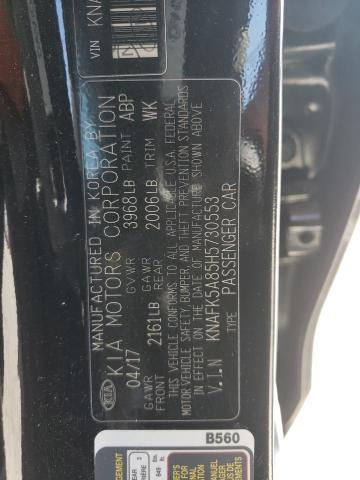 VIN KNA
KIA
MANUFACTURED IN KOREA BY
KIA MOTORS CORPORATION
04/17 3968LB PAINT ABP
GAWR FRONT 2161LB GAWR REAR 2006LB TRIM WK
THIS VEHICLE CONFORMS TO ALL APPLICABLE U.S.A. FEDERAL
MOTOR VEHICLE SAFETY, BUMPER, AND THEFT PREVENTION STANDARDS
IN EFFECT ON THE DATE OF MANUFACTURE SHOWN ABOVE
V.I.N KNAFK5A85H5730553
TYPE PASSENGER CAR
B560